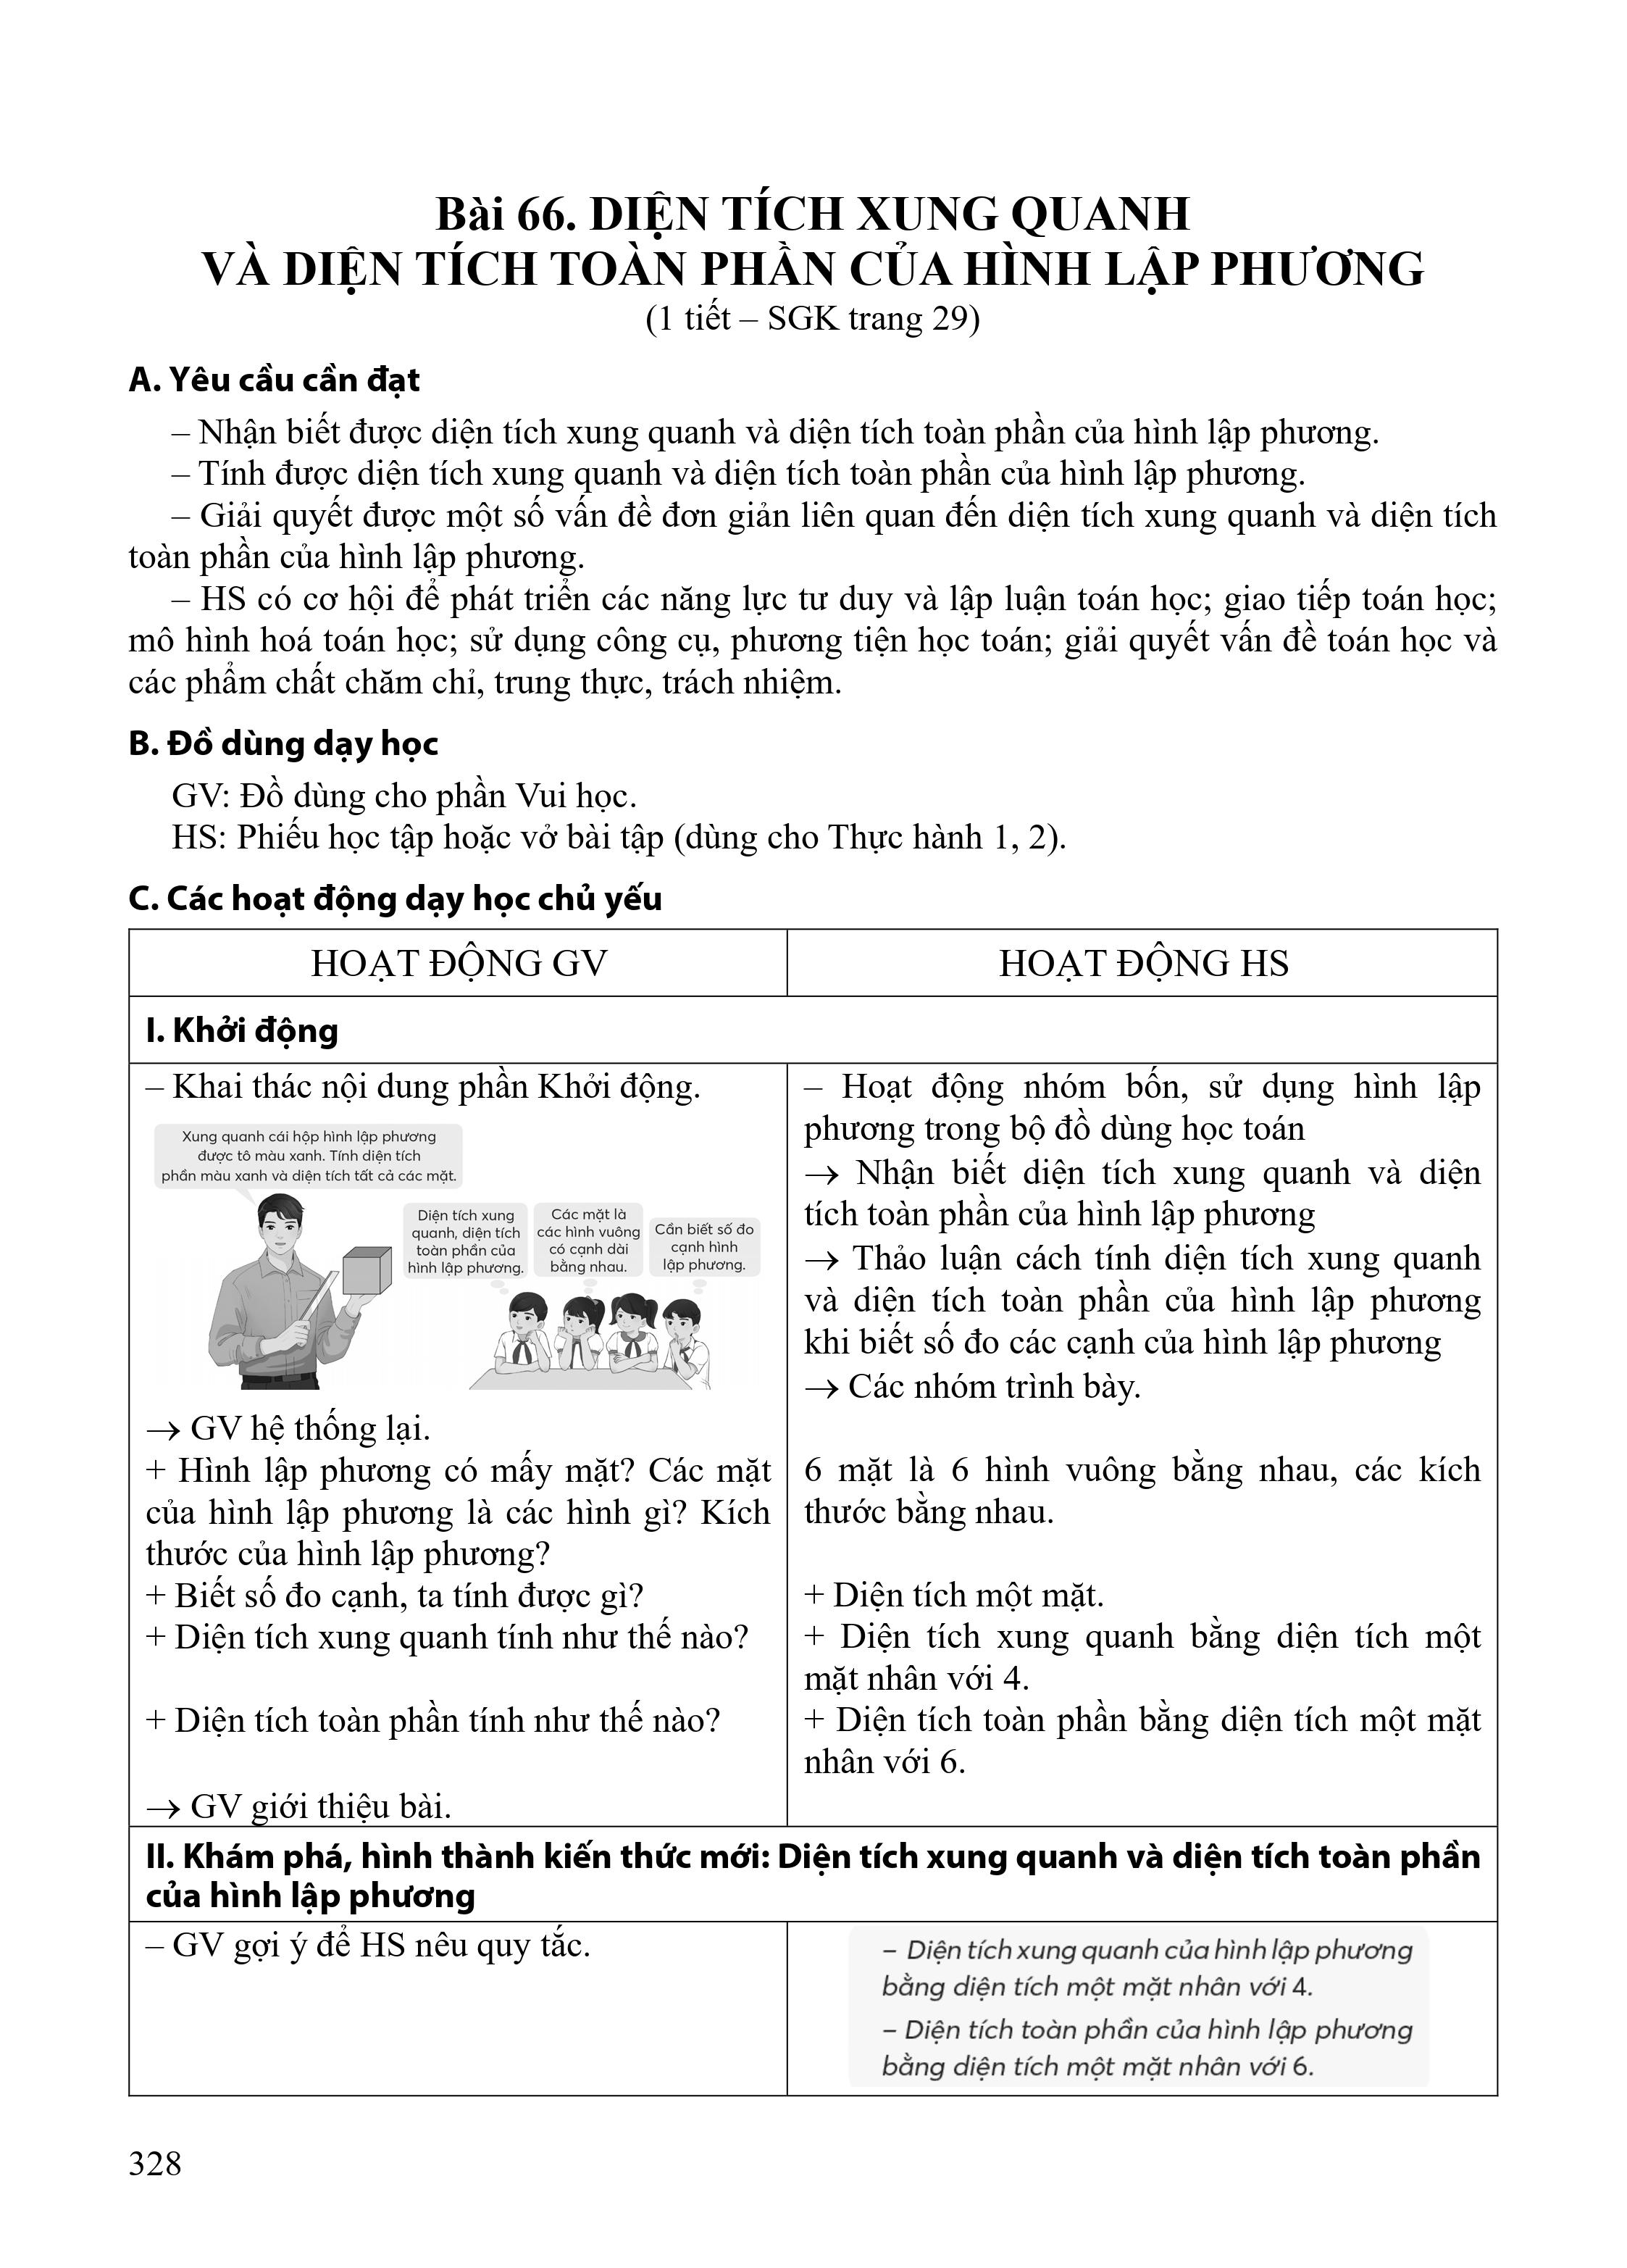 Bài 66. DIỆN TÍCH XUNG QUANH
VÀ DIỆN TÍCH TOÀN PHẦN CỦA HÌNH LẬP PHƯƠNG
(1 tiết – SGK trang 29)
A. Yêu cầu cần đạt
– Nhận biết được diện tích xung quanh và diện tích toàn phần của hình lập phương.
– Tính được diện tích xung quanh và diện tích toàn phần của hình lập phương.
– Giải quyết được một số vấn đề đơn giản liên quan đến diện tích xung quanh và diện tích
toàn phần của hình lập phương.
– HS có cơ hội để phát triển các năng lực tư duy và lập luận toán học; giao tiếp toán học;
mô hình hoá toán học; sử dụng công cụ, phương tiện học toán; giải quyết vấn đề toán học và
các phẩm chất chăm chỉ, trung thực, trách nhiệm.
B. Đồ dùng dạy học
GV: Đồ dùng cho phần Vui học.
HS: Phiếu học tập hoặc vở bài tập (dùng cho Thực hành 1, 2).
C. Các hoạt động dạy học chủ yếu
HOẠT ĐỘNG GV
HOẠT ĐỘNG HS
I. Khởi động
– Khai thác nội dung phần Khởi động.
Xung quanh cái hộp hình lập phương
được tô màu xanh. Tính diện tích
phần màu xanh và diện tích tất cả các mặt.
Diện tích xung
quanh, diện tích
toàn phần của
hình lập phương.
Các mặt là
các hình vuông
có cạnh dài
bằng nhau.
Cần biết số đo
cạnh hình
lập phương.
→ GV hệ thống lại.
+ Hình lập phương có mấy mặt? Các mặt
của hình lập phương là các hình gì? Kích
thước của hình lập phương?
+ Biết số đo cạnh, ta tính được gì?
+ Diện tích xung quanh tính như thế nào?
+ Diện tích toàn phần tính như thế nào?
→ GV giới thiệu bài.
– Hoạt động nhóm bốn, sử dụng hình lập
phương trong bộ đồ dùng học toán
→ Nhận biết diện tích xung quanh và diện
tích toàn phần của hình lập phương
→ Thảo luận cách tính diện tích xung quanh
và diện tích toàn phần của hình lập phương
khi biết số đo các cạnh của hình lập phương
→ Các nhóm trình bày.
6 mặt là 6 hình vuông bằng nhau, các kích
thước bằng nhau.
+ Diện tích một mặt.
+ Diện tích xung quanh bằng diện tích một
mặt nhân với 4.
+ Diện tích toàn phần bằng diện tích một mặt
nhân với 6.
II. Khám phá, hình thành kiến thức mới: Diện tích xung quanh và diện tích toàn phần
của hình lập phương
– GV gợi ý để HS nêu quy tắc.
– Diện tích xung quanh của hình lập phương
bằng diện tích một mặt nhân với 4.
– Diện tích toàn phần của hình lập phương
bằng diện tích một mặt nhân với 6.
328